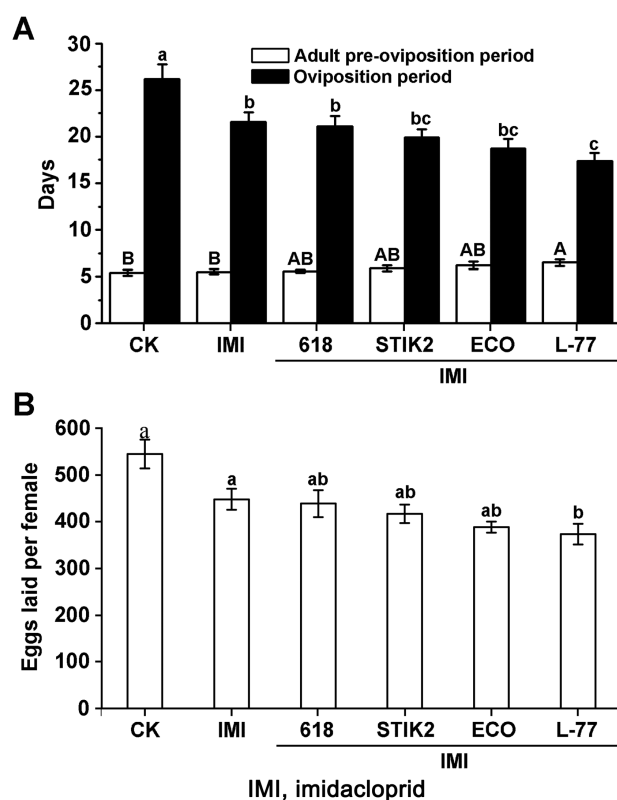 A
30
25
20
15
10
5
0
Days
Adult pre-oviposition period
Oviposition period
a
b
b
bc
bc
c
B
B
AB
AB
AB
A
CK IMI 618 STIK2 ECO L-77
IMI
B
600
500
400
300
200
100
0
Eggs laid per female
a
a
ab
ab
ab
b
CK IMI 618 STIK2 ECO L-77
IMI
IMI, imidacloprid